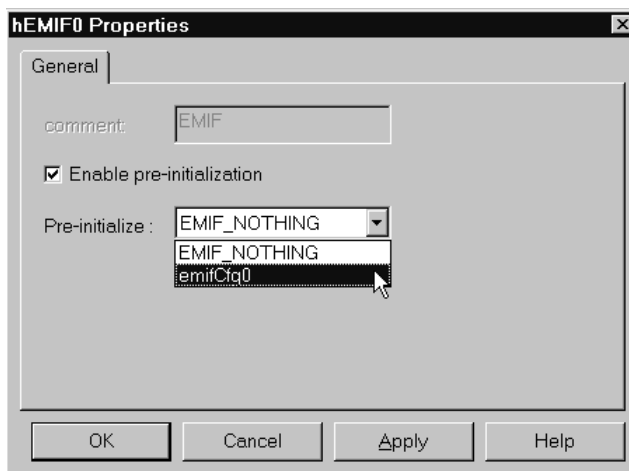 hEMIF0 Properties
General
comment: EMIF
Enable pre-initialization
Pre-initialize : EMIF_NOTHING
EMIF_NOTHING
emifCfg0
OK Cancel Apply Help